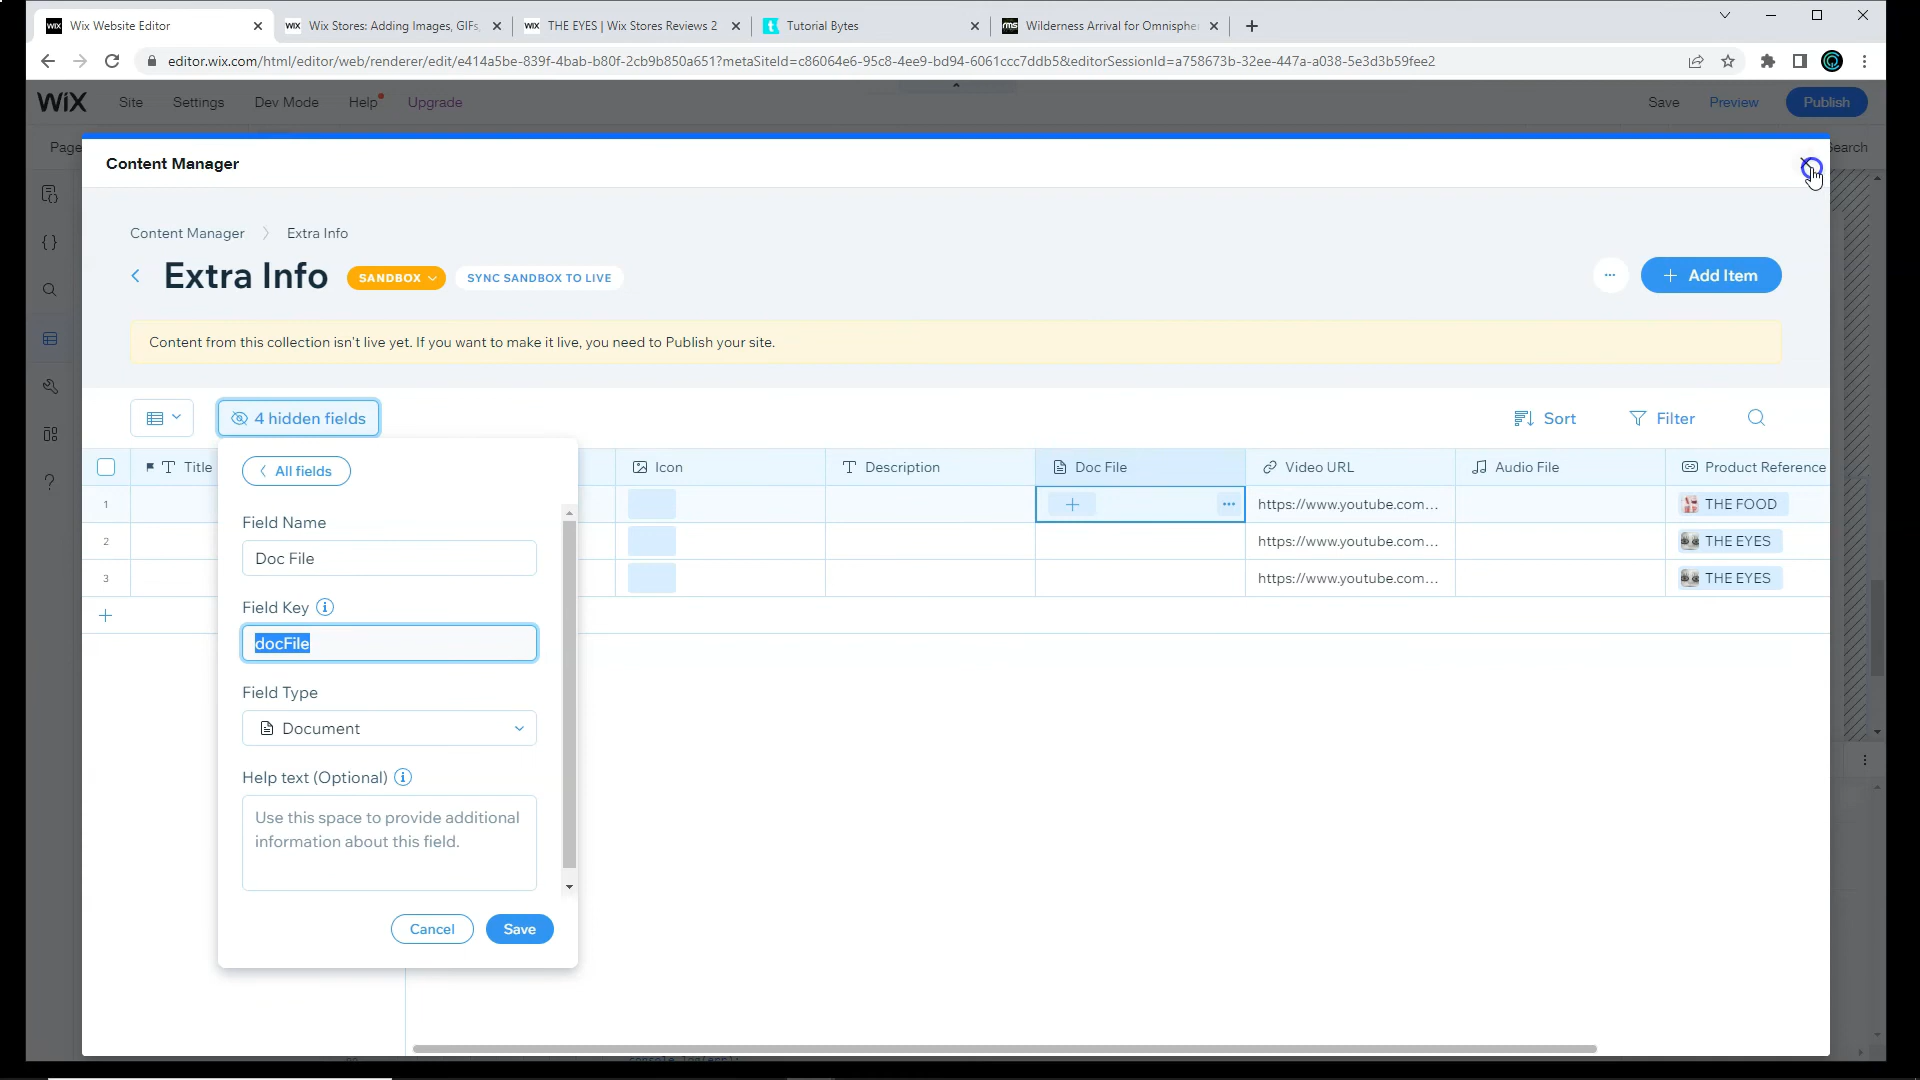 Wix Website Editor
Wix Stores: Adding Images, GIFs,
THE EYES | Wix Stores Reviews 2
Tutorial Bytes
Wilderness Arrival for Omnisphe
editor.wix.com/html/editor/web/renderer/edit/e414a5be-839f-4bab-b80f-2cb9b850a651?metaSiteId=c86064e6-95c8-4ee9-bd94-6061ccc7ddb5&editorSessionId=a758673b-32ee-447a-a038-5e3d3b59fee2
WiX Site Settings Dev Mode Help Upgrade Save Preview Publish
Page
Search
Content Manager
Content Manager > Extra Info
Extra Info SANDBOX SYNC SANDBOX TO LIVE ... + Add Item
Content from this collection isn't live yet. If you want to make it live, you need to Publish your site.
4 hidden fields Sort Filter
Title Icon Description Doc File Video URL Audio File Product Reference
1 + ... https://www.youtube.com... THE FOOD
2 https://www.youtube.com... THE EYES
3 https://www.youtube.com... THE EYES
+
< All fields
Field Name
Doc File
Field Key
docFile
Field Type
Document
Help text (Optional)
Use this space to provide additional
information about this field.
Cancel Save